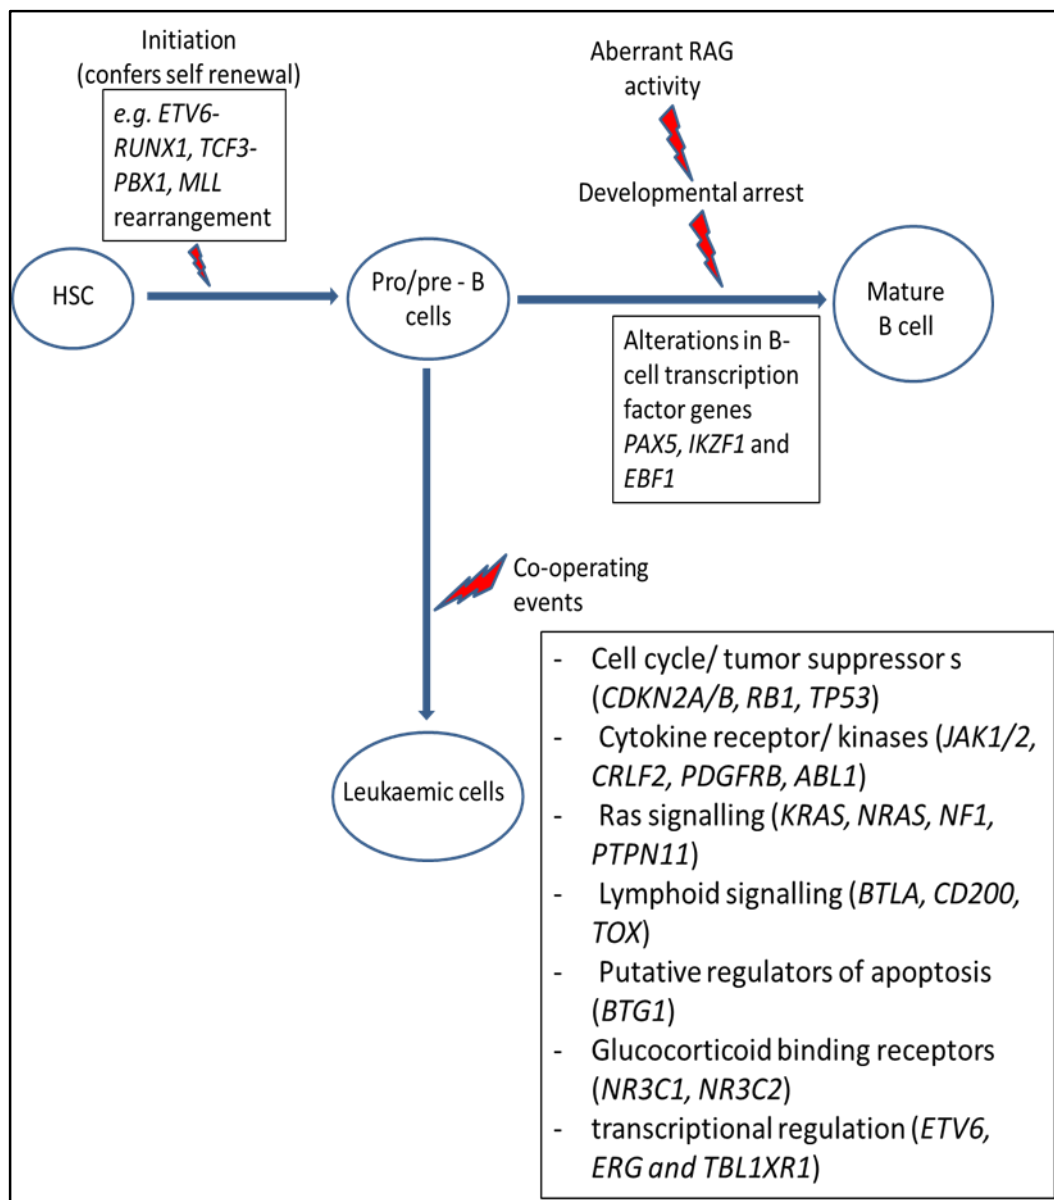 Initiation
(confers self renewal)
e.g. ETV6-
RUNX1, TCF3-
PBX1, MLL
rearrangement
Aberrant RAG
activity
Developmental arrest
HSC
Pro/pre - B
cells
Mature
B cell
Alterations in B-
cell transcription
factor genes
PAX5, IKZF1 and
EBF1
Co-operating
events
Leukaemic cells
- Cell cycle/ tumor suppressor s
(CDKN2A/B, RB1, TP53)
- Cytokine receptor/ kinases (JAK1/2,
CRLF2, PDGFRB, ABL1)
- Ras signalling (KRAS, NRAS, NF1,
PTPN11)
- Lymphoid signalling (BTLA, CD200,
TOX)
- Putative regulators of apoptosis
(BTG1)
- Glucocorticoid binding receptors
(NR3C1, NR3C2)
- transcriptional regulation (ETV6,
ERG and TBL1XR1)